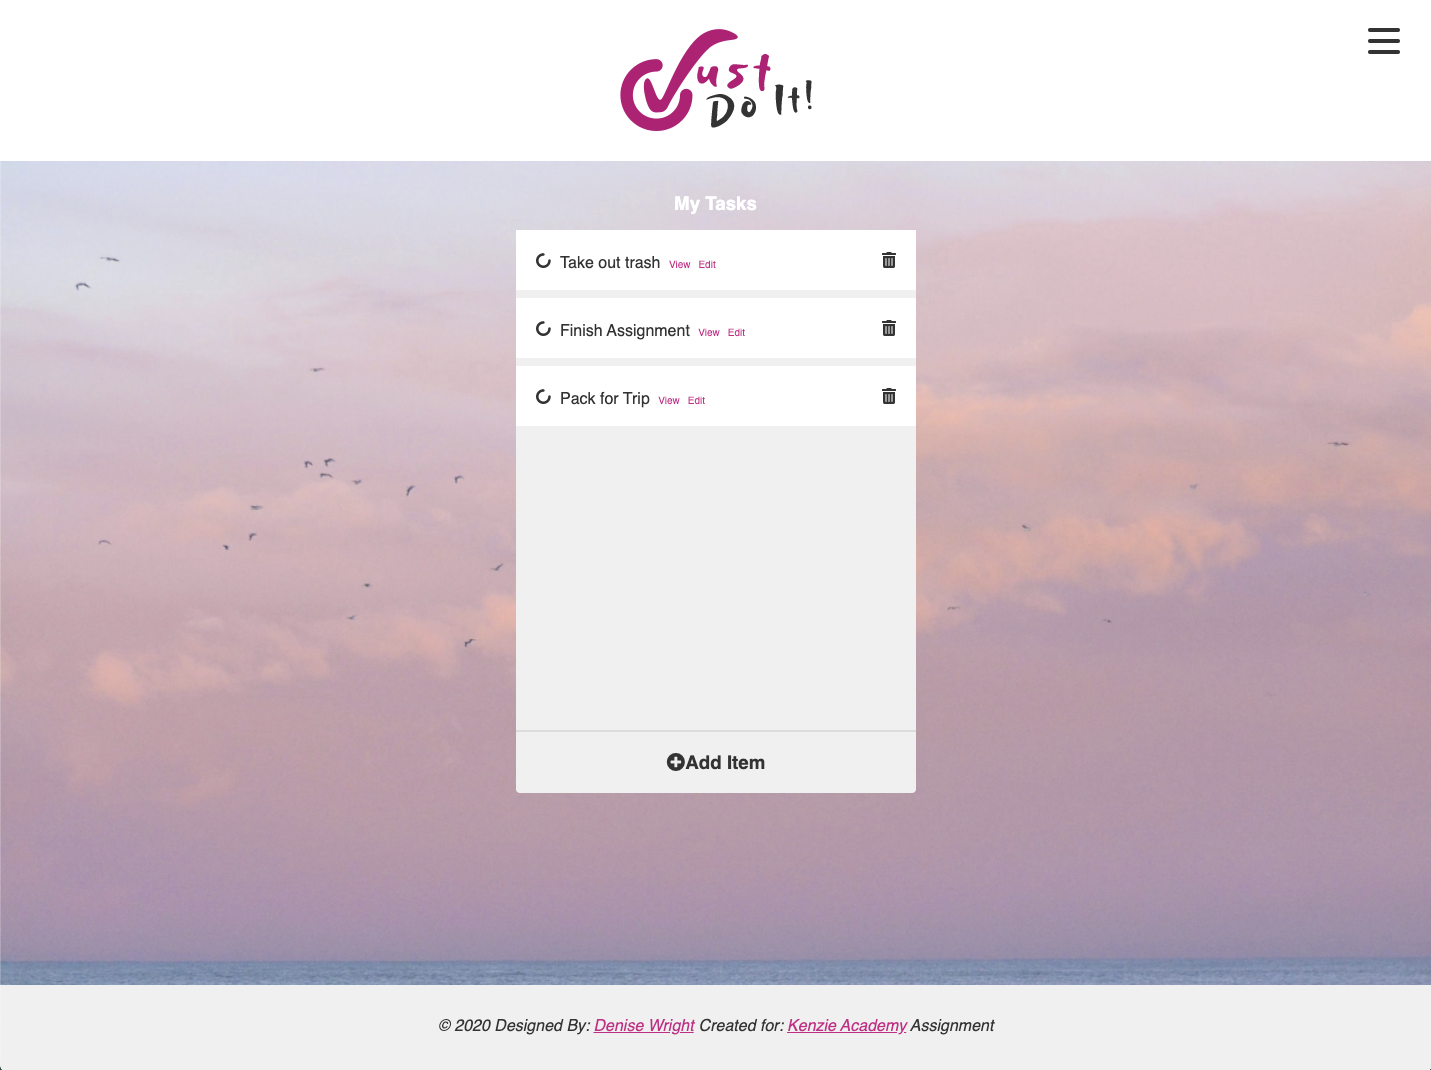 Just
Do It!
My Tasks
Take out trash View Edit
Finish Assignment View Edit
Pack for Trip View Edit
Add Item
© 2020 Designed By: Denise Wright Created for: Kenzie Academy Assignment